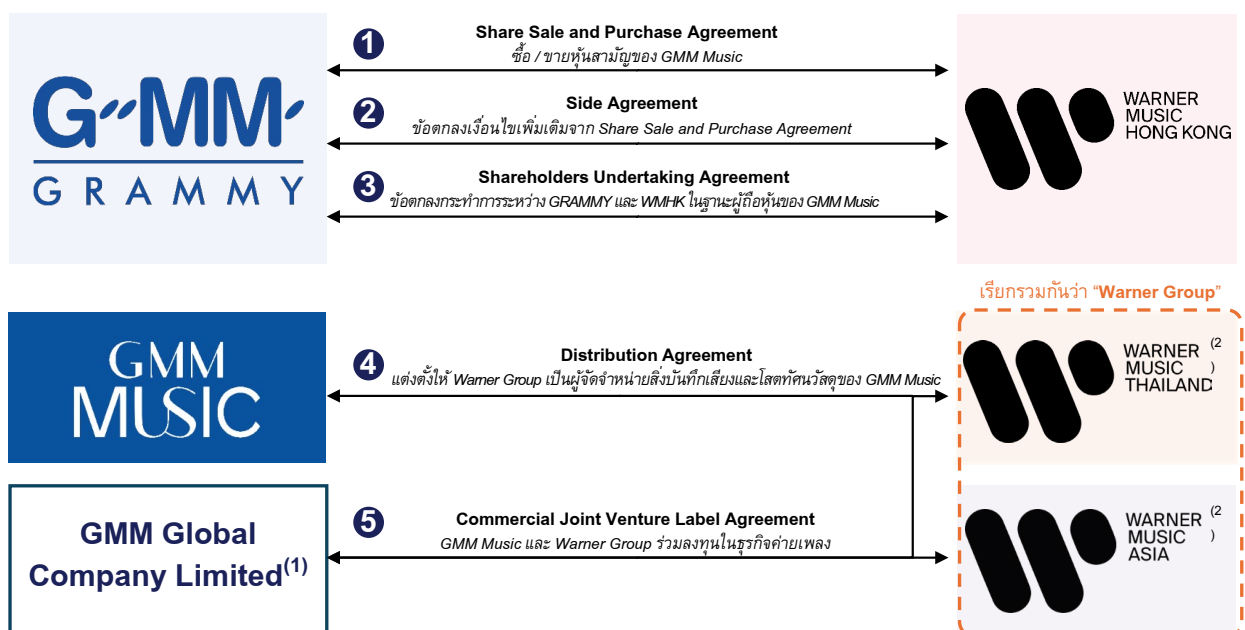 G MM
GRAMMY
1
Share Sale and Purchase Agreement
ซื้อ / ขายหุ้นสามัญของ GMM Music
2
Side Agreement
ข้อตกลงเงื่อนไขเพิ่มเติมจาก Share Sale and Purchase Agreement
3
Shareholders Undertaking Agreement
ข้อตกลงกระทำการระหว่าง GRAMMY และ WMHK ในฐานะผู้ถือหุ้นของ GMM Music
WARNER
MUSIC
HONG KONG
เรียกรวมกันว่า “Warner Group”
GMM
MUSIC
4
Distribution Agreement
แต่งตั้งให้ Warner Group เป็นผู้จัดจำหน่ายสิ่งบันทึกเสียงและโสตทัศนวัสดุของ GMM Music
WARNER (2
MUSIC )
THAILAND
GMM Global
Company Limited(1)
5
Commercial Joint Venture Label Agreement
GMM Music และ Warner Group ร่วมลงทุนในธุรกิจค่ายเพลง
WARNER (2
MUSIC )
ASIA